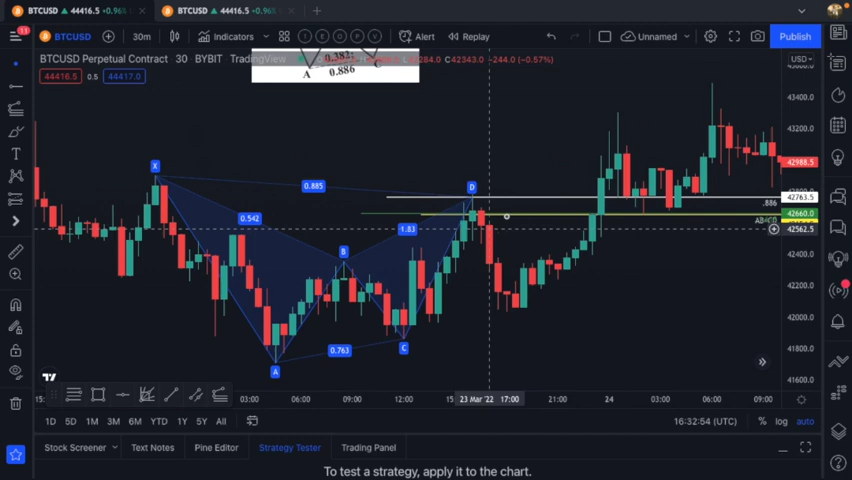 BTCUSD ▲ 44416.5 +0.96%
BTCUSD ▲ 44416.5 +0.96%
11
BTCUSD
30m
Indicators
Alert
Replay
Unnamed
Publish
BTCUSD Perpetual Contract 30 BYBIT TradingView
42284.0 C42343.0 -244.0 (-0.57%)
USD
44416.5 0.5 44417.0
0.382:
A
C
0.886
43400.0
43200.0
42988.5
42763.5
.886
42660.0
AB=CD
42562.5
42400.0
42200.0
42000.0
41800.0
41600.0
X
0.885
D
0.542
1.83
B
0.763
C
A
15:
03:00
06:00
09:00
12:00
15
23 Mar '22 17:00
21:00
24
03:00
06:00
09:00
1D 5D 1M 3M 6M YTD 1Y 5Y All
16:32:54 (UTC)
% log auto
Stock Screener
Text Notes
Pine Editor
Strategy Tester
Trading Panel
To test a strategy, apply it to the chart.